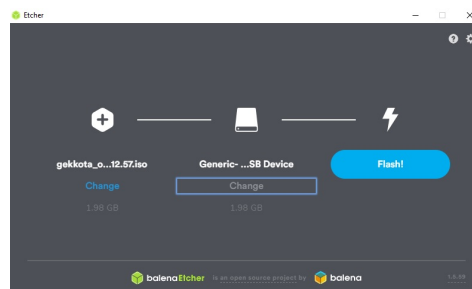 Etcher
gekkota_o...12.57.iso
Generic- ...SB Device
Flash!
Change
Change
1.98 GB
1.98 GB
balenaEtcher is an open source project by balena